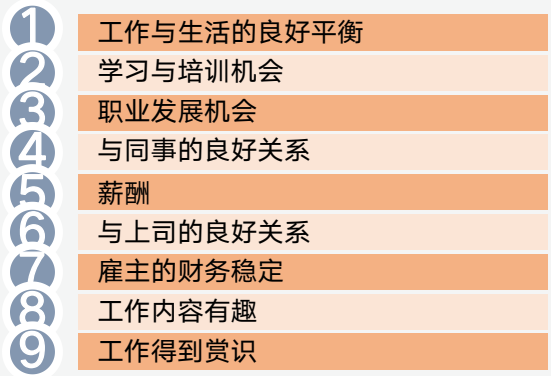 1 工作与生活的良好平衡
2 学习与培训机会
3 职业发展机会
4 与同事的良好关系
5 薪酬
6 与上司的良好关系
7 雇主的财务稳定
8 工作内容有趣
9 工作得到赏识